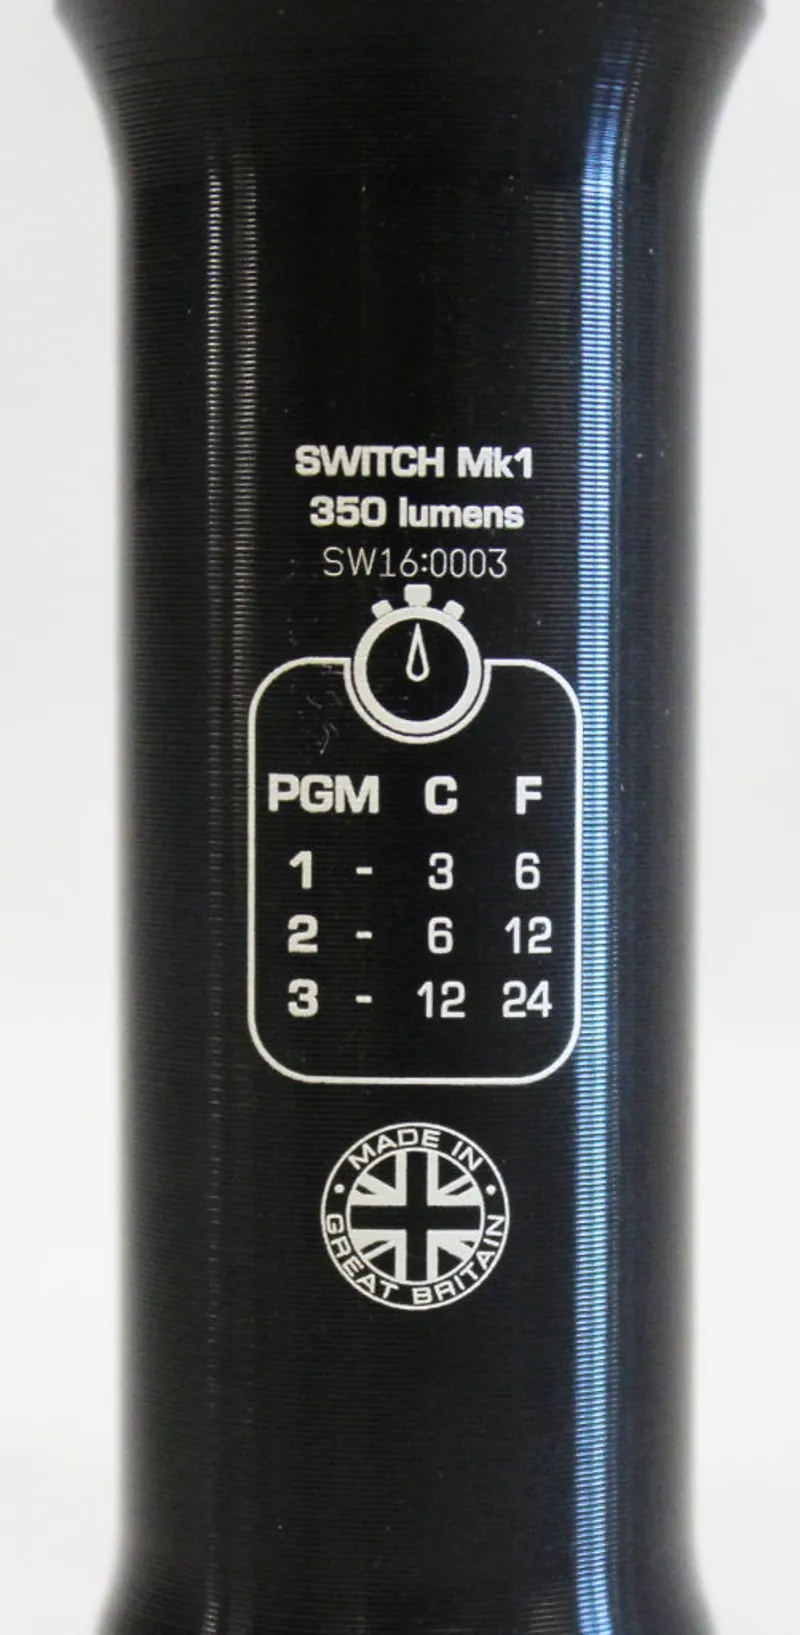 SWITCH Mk1
350 lumens
SW16:0003
PGM C F
1 - 3 6
2 - 6 12
3 - 12 24
MADE IN
GREAT BRITAIN